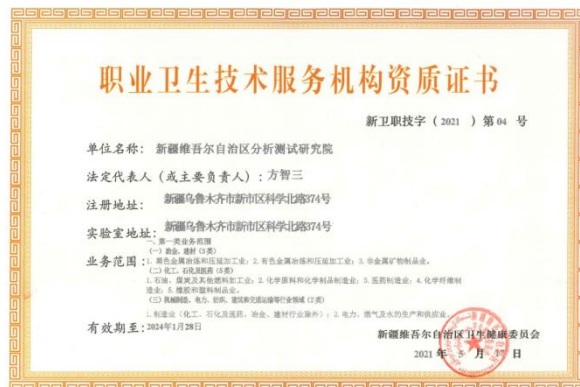 职业卫生技术服务机构资质证书
新卫职技字（2021 ）第04 号
单位名称：新疆维吾尔自治区分析测试研究院
法定代表人（或主要负责人）：方智三
注册地址：新疆乌鲁木齐市新市区科学北路374号
实验室地址：新疆乌鲁木齐市新市区科学北路374号
业务范围：
一、第一类业务范围
（一）冶金、建材（3类）
1. 黑色金属冶炼和压延加工业；2. 有色金属冶炼和压延加工业；3. 非金属矿物制品业。
（二）化工、石化及医药（5类）
1. 石油、煤炭及其他燃料加工业；2. 化学原料和化学制品制造业；3. 医药制造业；4. 化学纤维制
造业；5. 橡胶和塑料制品业。
（三）机械制造、电力、纺织、建筑和交通运输等行业领域（2类）
1. 制造业（化工、石化及医药、冶金、建材行业除外）；2. 电力、燃气及水的生产和供应业。
有效期至：2024年1月28日
新疆维吾尔自治区卫生健康委员会
2021 年 5 月 17 日